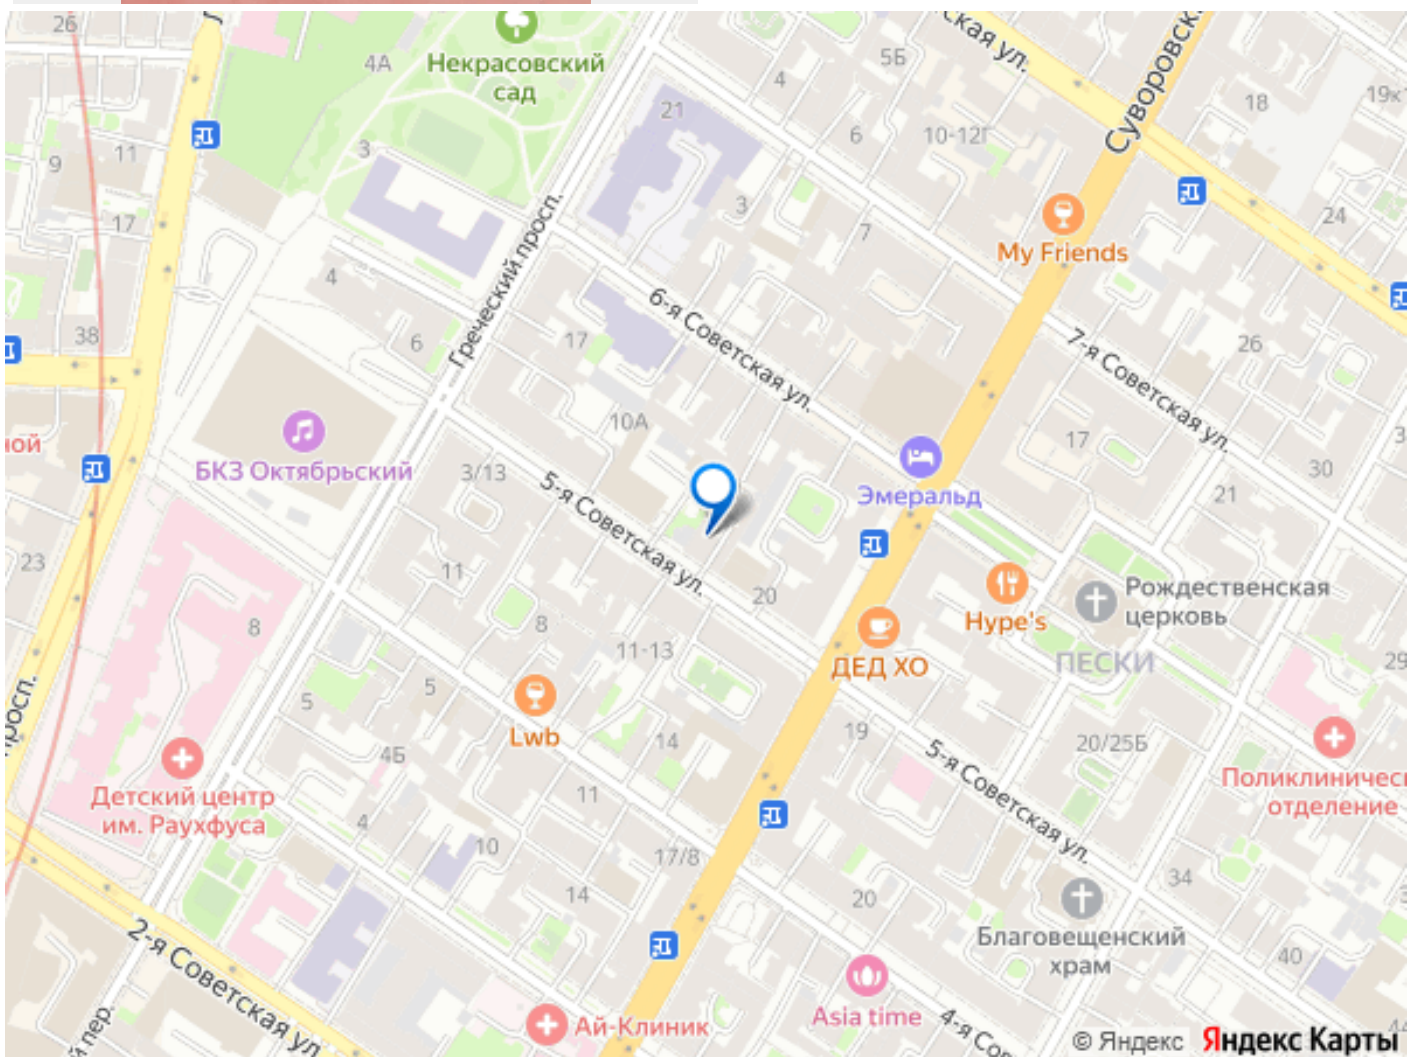 26
4А
Некрасовский
сад
21
5Б
4
6
10-12Г
ская ул.
Суворовск
18
19к
9
11
3
17
3
7
24
My Friends
Греческий просп.
4
38
6
17
6-я Советская ул.
7-я Советская ул.
26
ной
БКЗ Октябрьский
10А
3/13
5-я Советская ул.
Эмеральд
17
30
21
3
23
11
20
8
8
11-13
Hype's
Рождественская
церковь
ДЕД ХО
ПЕСКИ
29
просп.
5
5
Lwb
14
19
5-я Советская ул.
20/25Б
Поликлиничес
отделение
4Б
Детский центр
им. Раухфуса
4
11
10
17/8
14
20
34
2-я Советская ул
Благовещенский
храм
40
й пер.
Ай-Клиник
Asia time
4-я Сов
44
© Яндекс Яндекс Карты